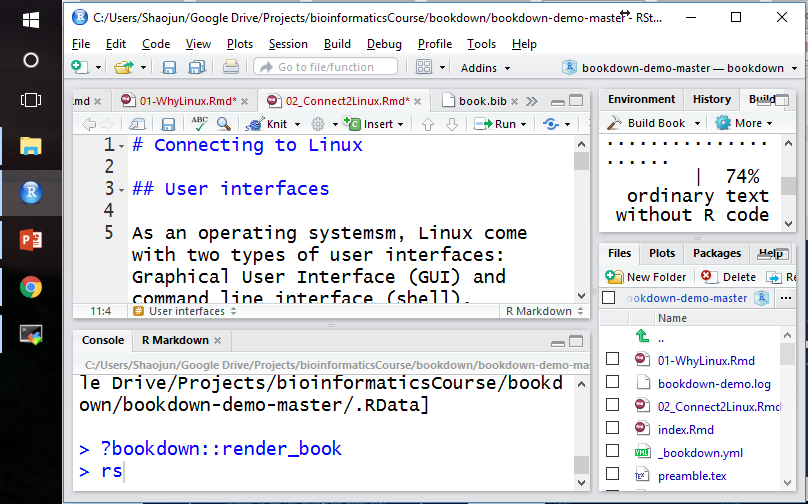 C:/Users/Shaojun/Google Drive/Projects/bioinformaticsCourse/bookdown/bookdown-demo-master - RSt...
File Edit Code View Plots Session Build Debug Profile Tools Help
Go to file/function Addins bookdown-demo-master — bookdown
.md 01-WhyLinux.Rmd* 02_Connect2Linux.Rmd* book.bib
ABC Knit Insert Run
1 # Connecting to Linux
2
3 ## User interfaces
4
5 As an operating systemsm, Linux come
with two types of user interfaces:
Graphical User Interface (GUI) and
command line interface (shell).
11:4 # User interfaces R Markdown
Console R Markdown
C:/Users/Shaojun/Google Drive/Projects/bioinformaticsCourse/bookdown/bookdown-demo-mas
le Drive/Projects/bioinformaticsCourse/bookd
own/bookdown-demo-master/.RData]
> ?bookdown::render_book
> rs
Environment History Build
Build Book More
...............
......
| 74%
ordinary text
without R code
Files Plots Packages Help
New Folder Delete Re
ookdown-demo-master R ...
Name
..
01-WhyLinux.Rmd
bookdown-demo.log
02_Connect2Linux.Rmd
index.Rmd
_bookdown.yml
preamble.tex